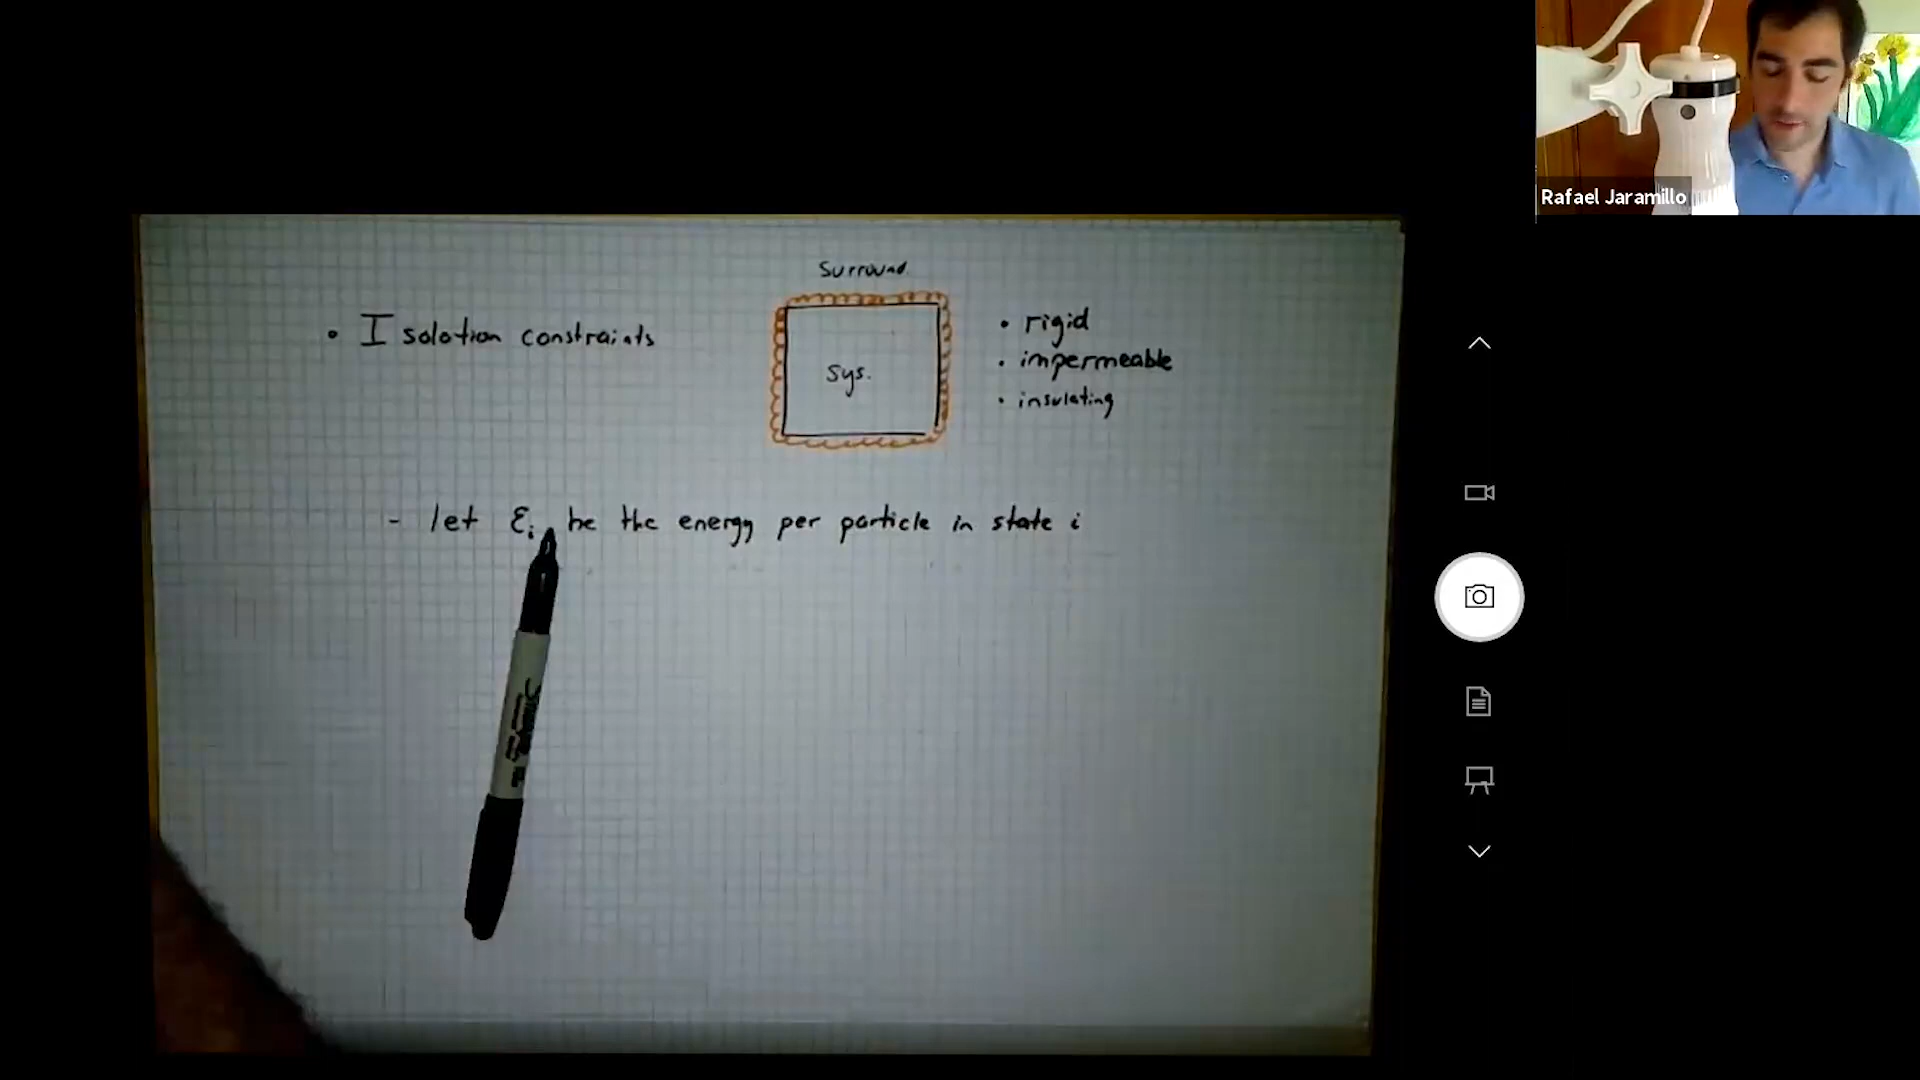 Rafael Jaramillo
Surround.
• Isolation constraints
Sys.
• rigid
• impermeable
• insulating
- let εi be the energy per particle in state i